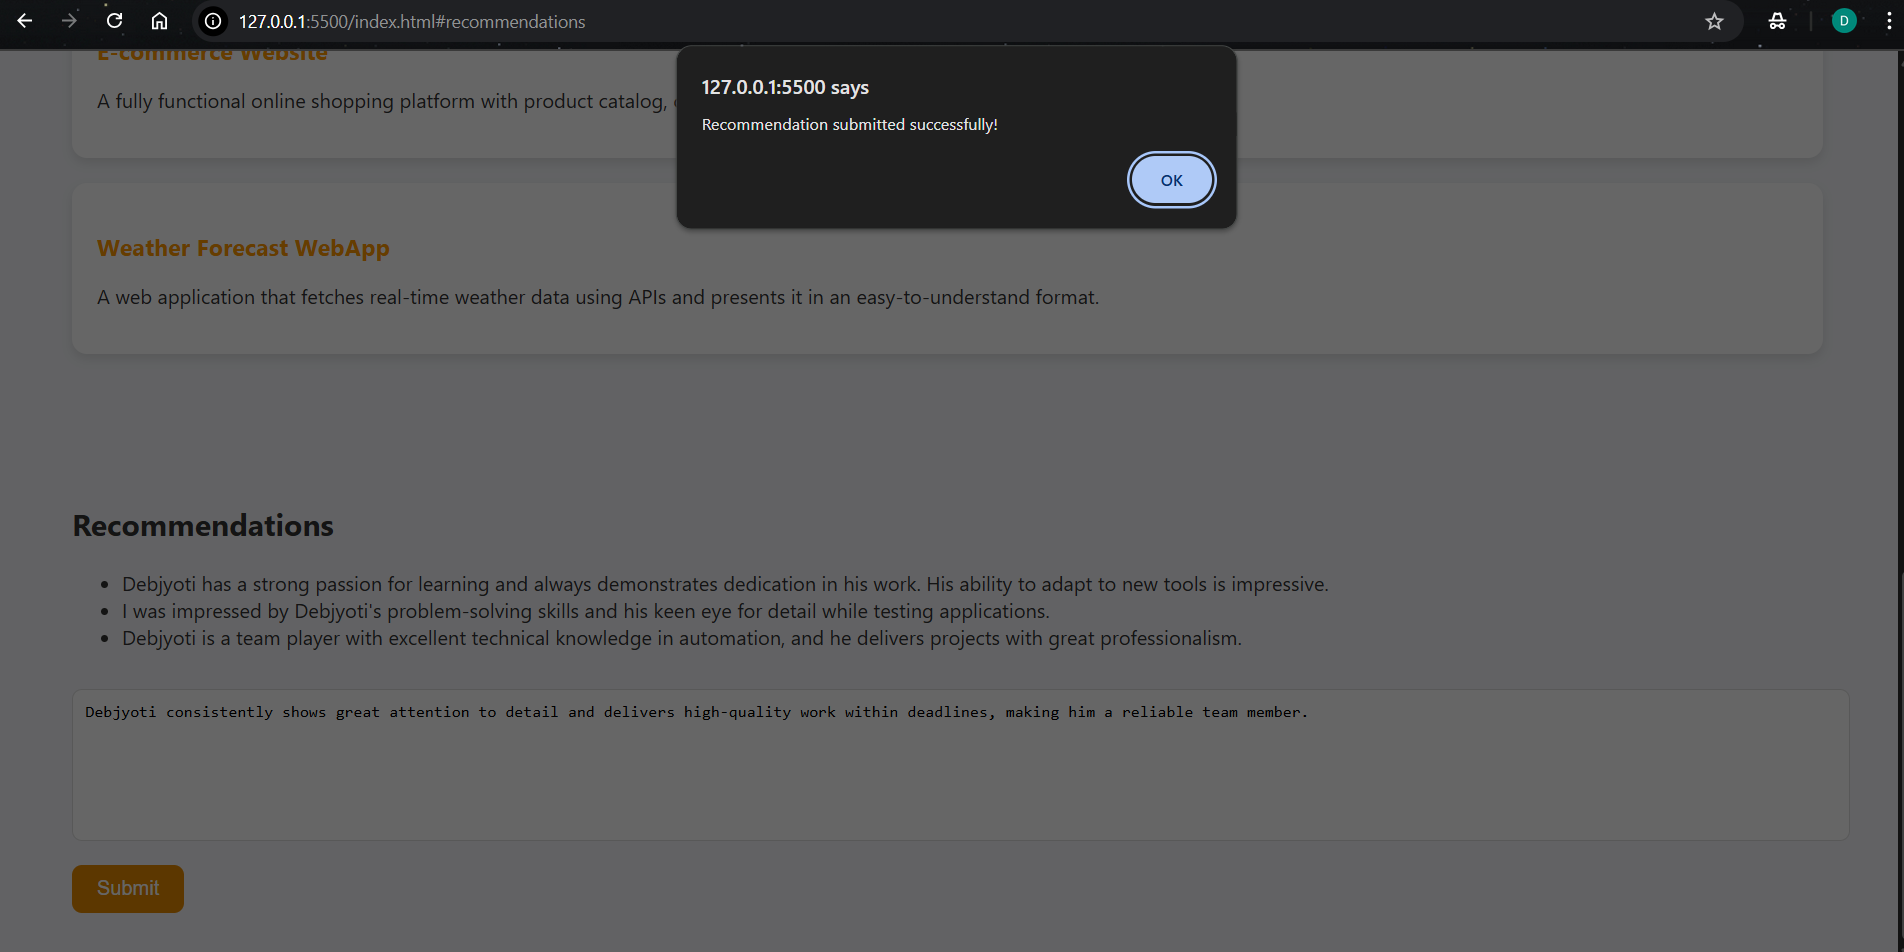 127.0.0.1:5500/index.html#recommendations
D
E-commerce Website
A fully functional online shopping platform with product catalog,
127.0.0.1:5500 says
Recommendation submitted successfully!
OK
Weather Forecast WebApp
A web application that fetches real-time weather data using APIs and presents it in an easy-to-understand format.
Recommendations
• Debjyoti has a strong passion for learning and always demonstrates dedication in his work. His ability to adapt to new tools is impressive.
• I was impressed by Debjyoti's problem-solving skills and his keen eye for detail while testing applications.
• Debjyoti is a team player with excellent technical knowledge in automation, and he delivers projects with great professionalism.
Debjyoti consistently shows great attention to detail and delivers high-quality work within deadlines, making him a reliable team member.
Submit